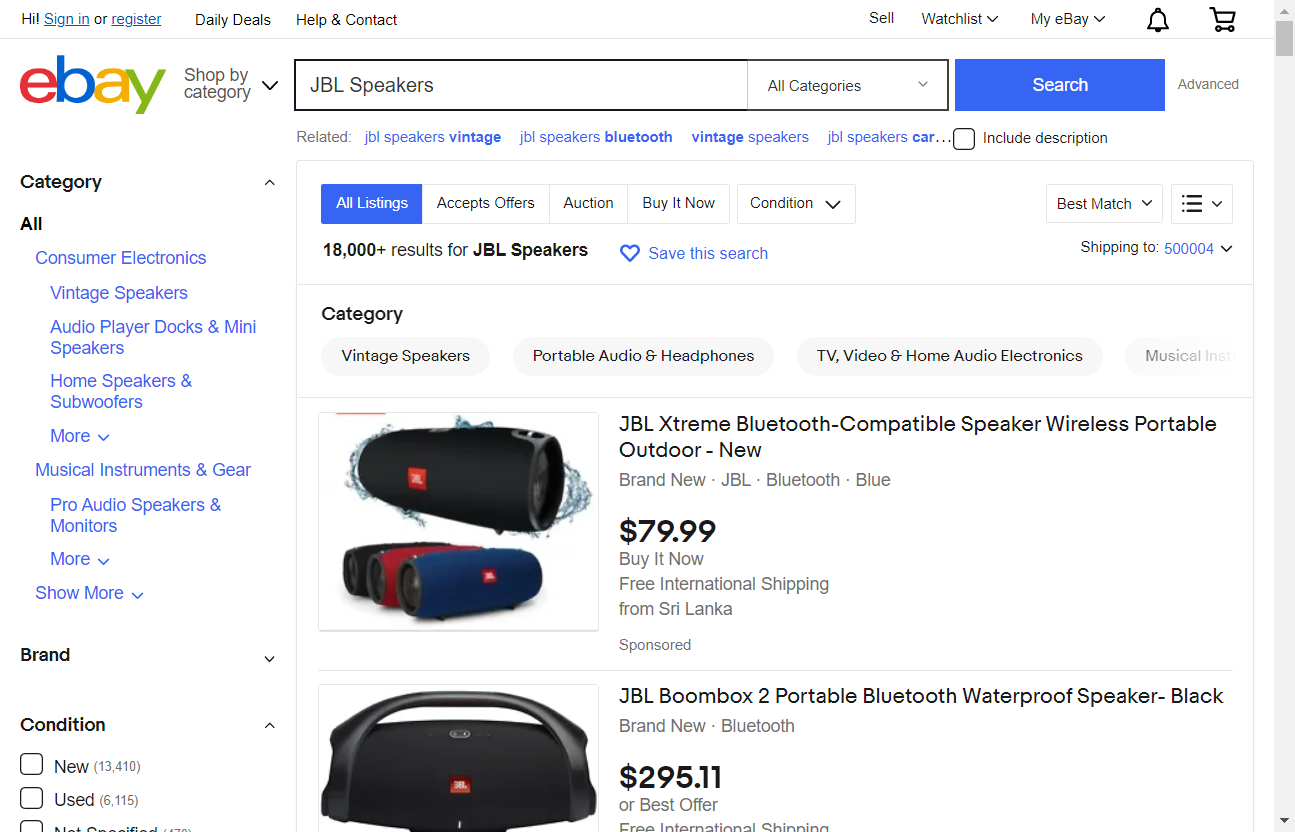 Hi! Sign in or register
Daily Deals
Help & Contact
Sell
Watchlist
My eBay
ebay
Shop by
category
JBL Speakers
All Categories
Search
Advanced
Related: jbl speakers vintage jbl speakers bluetooth vintage speakers jbl speakers car...
Include description
Category
All
Consumer Electronics
Vintage Speakers
Audio Player Docks & Mini
Speakers
Home Speakers &
Subwoofers
More
Musical Instruments & Gear
Pro Audio Speakers &
Monitors
More
Show More
Brand
Condition
New (13,410)
Used (6,115)
Not Specified
All Listings
Accepts Offers
Auction
Buy It Now
Condition
Best Match
18,000+ results for JBL Speakers
Save this search
Shipping to: 500004
Category
Vintage Speakers
Portable Audio & Headphones
TV, Video & Home Audio Electronics
Musical Inst
JBL
JBL
JBL Xtreme Bluetooth-Compatible Speaker Wireless Portable
Outdoor - New
Brand New · JBL · Bluetooth · Blue
$79.99
Buy It Now
Free International Shipping
from Sri Lanka
Sponsored
JBL
JBL Boombox 2 Portable Bluetooth Waterproof Speaker- Black
Brand New · Bluetooth
$295.11
or Best Offer
Free International Shipping